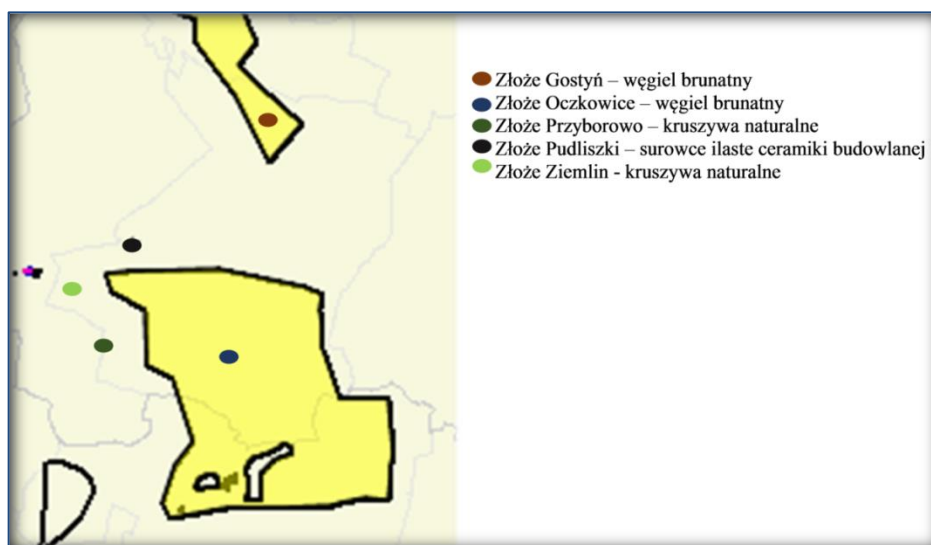 Złoże Gostyń – węgiel brunatny
Złoże Oczkowice – węgiel brunatny
Złoże Przyborowo – kruszywa naturalne
Złoże Pudliszki – surowce ilaste ceramiki budowlanej
Złoże Ziemlin - kruszywa naturalne